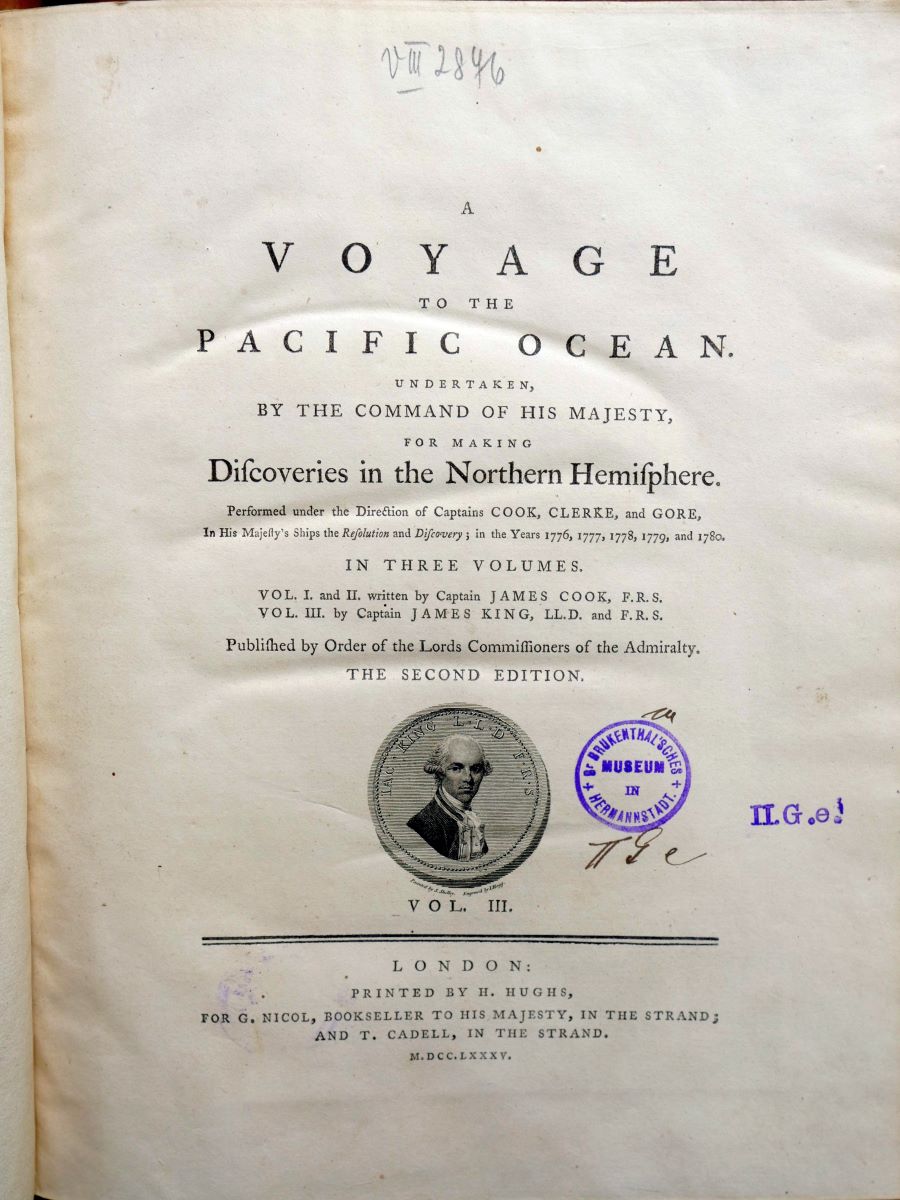 VIII 2846
A
VOYAGE
TO THE
PACIFIC OCEAN.
UNDERTAKEN,
BY THE COMMAND OF HIS MAJESTY,
FOR MAKING
Diſcoveries in the Northern Hemiſphere.
Performed under the Direction of Captains COOK, CLERKE, and GORE,
In His Majeſty's Ships the Reſolution and Diſcovery; in the Years 1776, 1777, 1778, 1779, and 1780.
IN THREE VOLUMES.
VOL. I. and II. written by Captain JAMES COOK, F.R.S.
VOL. III. by Captain JAMES KING, LL.D. and F.R.S.
Publiſhed by Order of the Lords Commiſſioners of the Admiralty.
THE SECOND EDITION.
IAC. KING L.L.D F.R.S
Br BRUKENTHAL'SCHES
MUSEUM
IN
HERMANNSTADT.
II.G.e
II G e
VOL. III.
LONDON:
PRINTED BY H. HUGHS,
FOR G. NICOL, BOOKSELLER TO HIS MAJESTY, IN THE STRAND;
AND T. CADELL, IN THE STRAND.
M.DCC.LXXXV.